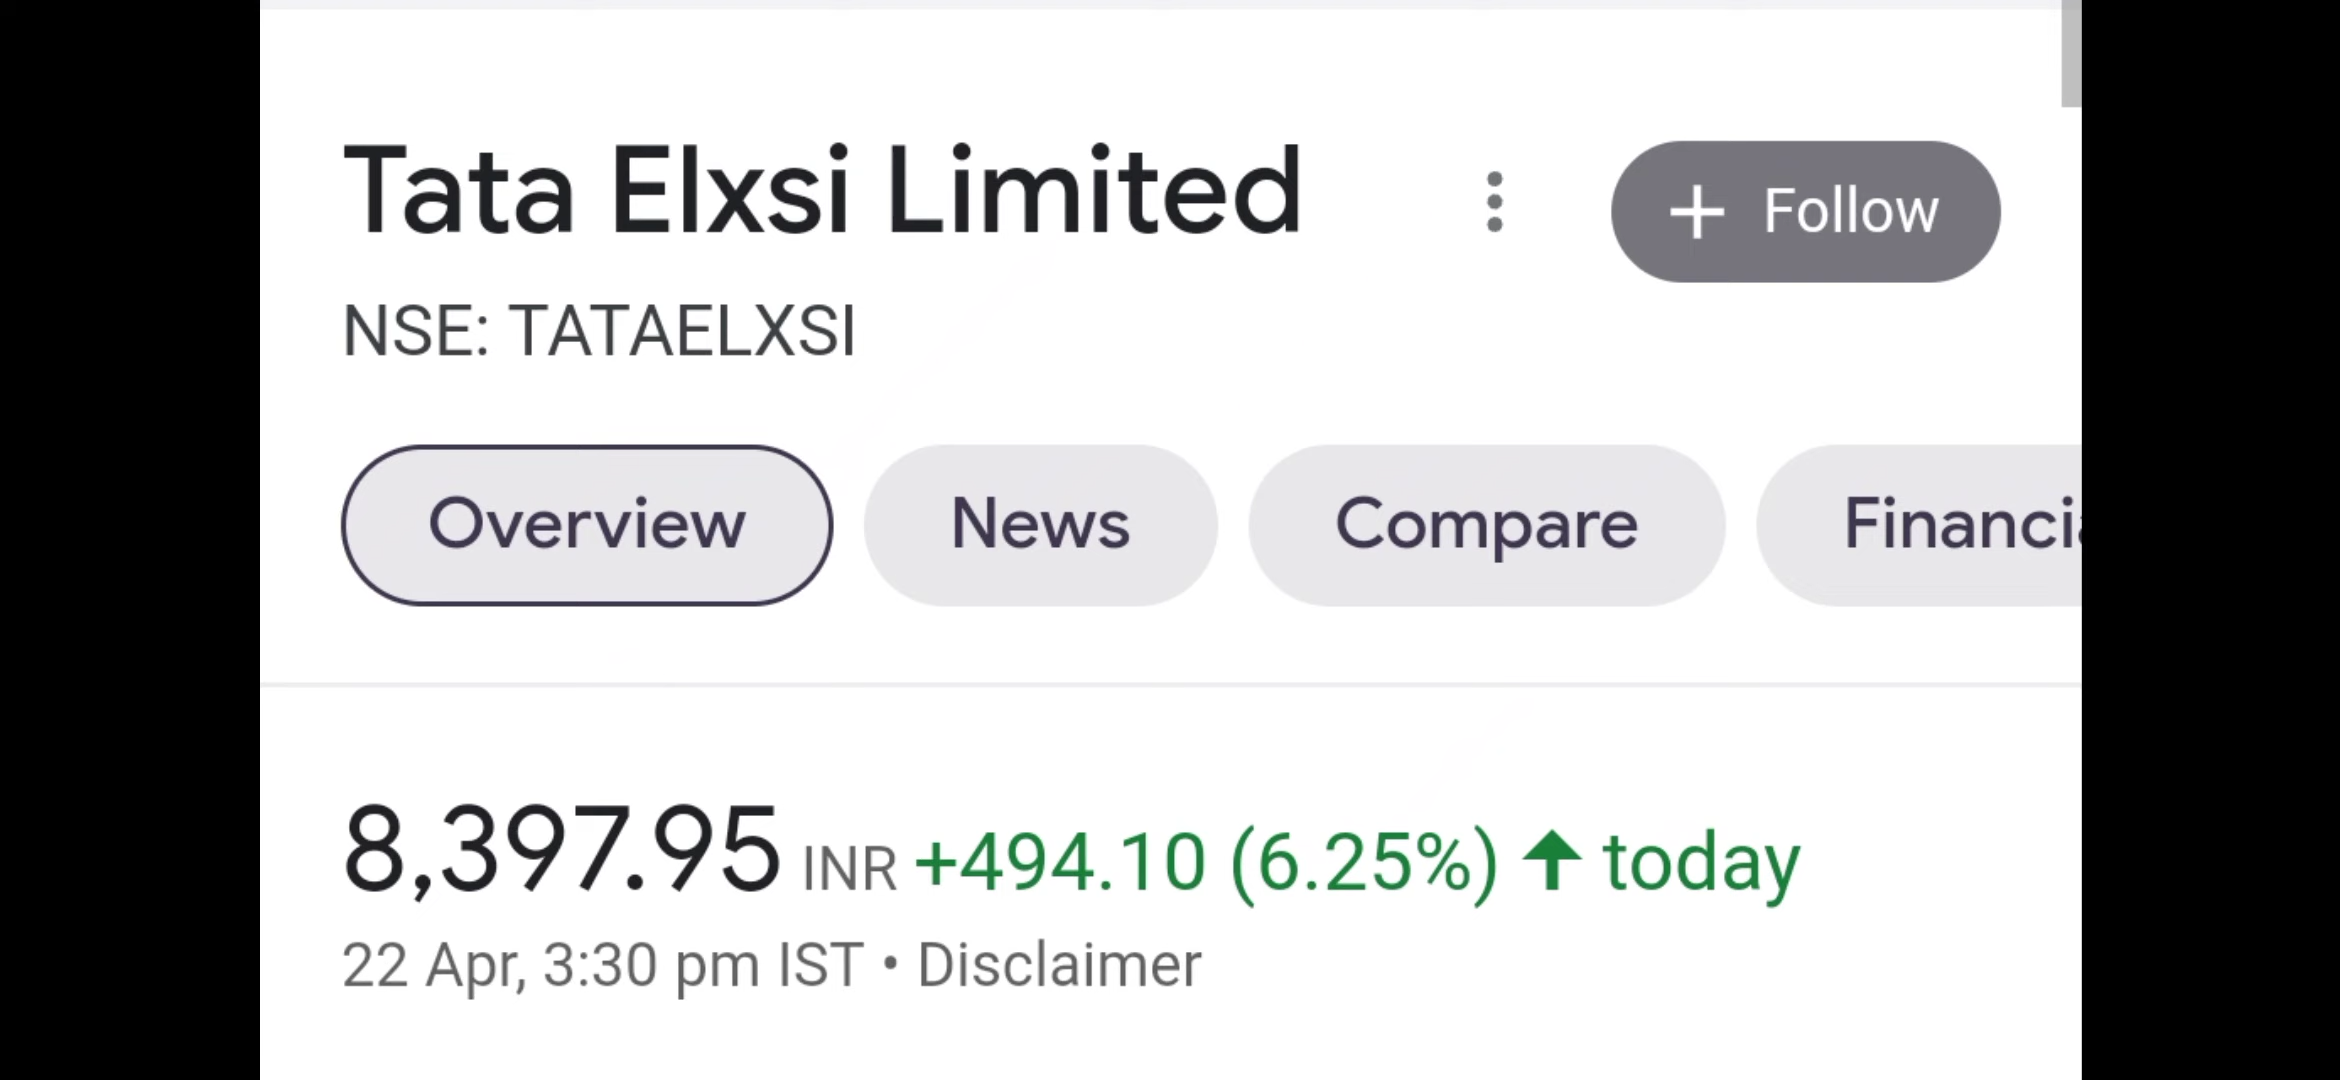 Tata Elxsi Limited
+ Follow
NSE: TATAELXSI
Overview News Compare Financia
8,397.95 INR +494.10 (6.25%) ↑ today
22 Apr, 3:30 pm IST • Disclaimer